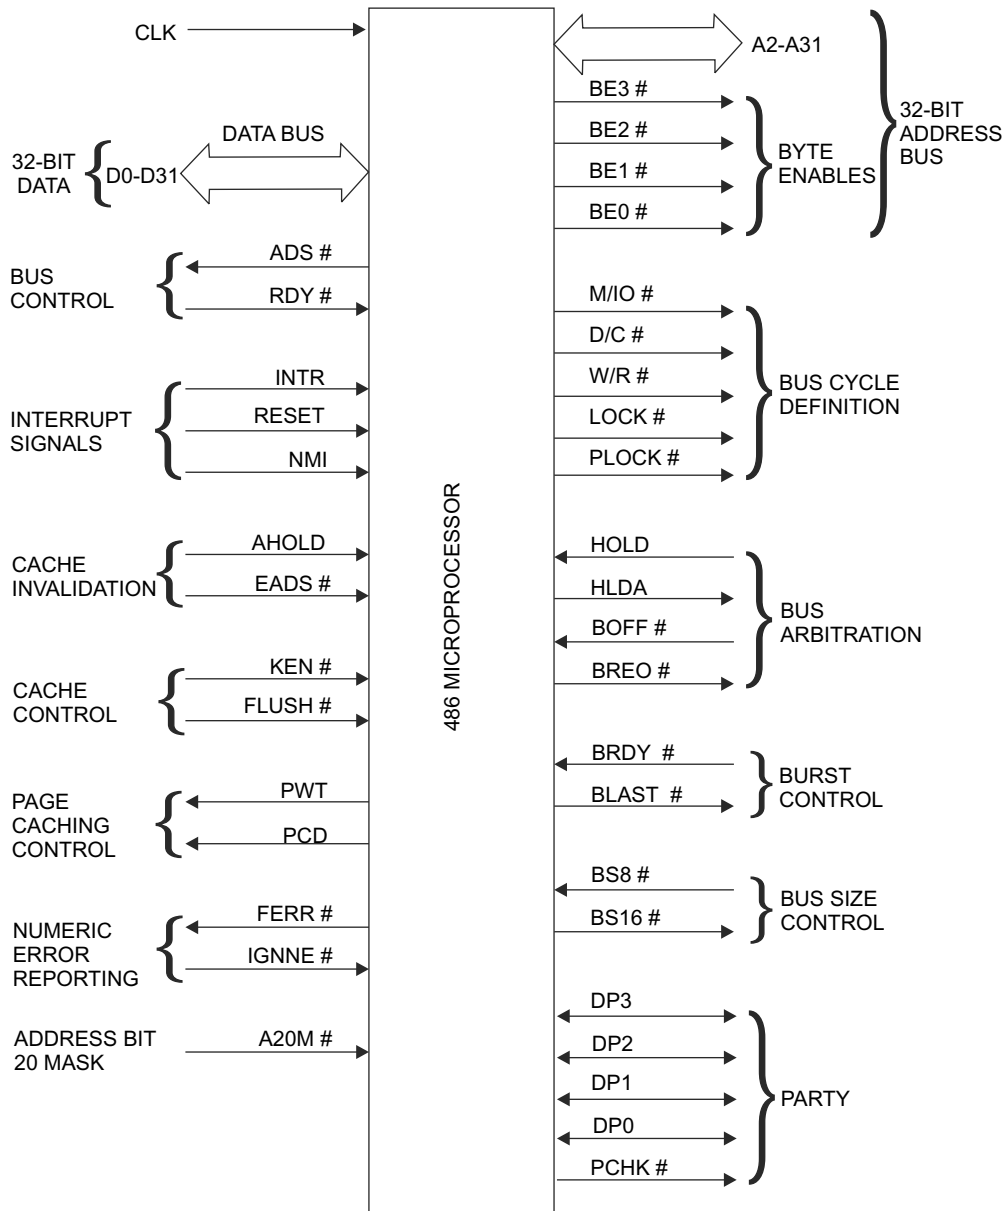 CLK
A2-A31
BE3 #
32-BIT
ADDRESS
BUS
DATA BUS
BE2 #
BYTE
ENABLES
32-BIT
DATA
D0-D31
BE1 #
BE0 #
ADS #
BUS
CONTROL
RDY #
M/IO #
D/C #
INTR
W/R #
BUS CYCLE
DEFINITION
INTERRUPT
SIGNALS
RESET
LOCK #
NMI
PLOCK #
486 MICROPROCESSOR
AHOLD
HOLD
CACHE
INVALIDATION
EADS #
HLDA
BUS
ARBITRATION
BOFF #
KEN #
BREO #
CACHE
CONTROL
FLUSH #
BRDY #
PWT
BLAST #
BURST
CONTROL
PAGE
CACHING
CONTROL
PCD
BS8 #
FERR #
BS16 #
BUS SIZE
CONTROL
NUMERIC
ERROR
REPORTING
IGNNE #
DP3
ADDRESS BIT
20 MASK
A20M #
DP2
DP1
PARTY
DP0
PCHK #